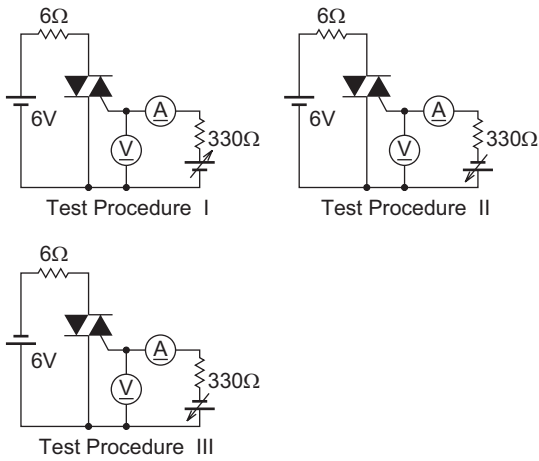 6Ω
6V
A
V
330Ω
Test Procedure I
6Ω
6V
A
V
330Ω
Test Procedure II
6Ω
6V
A
V
330Ω
Test Procedure III